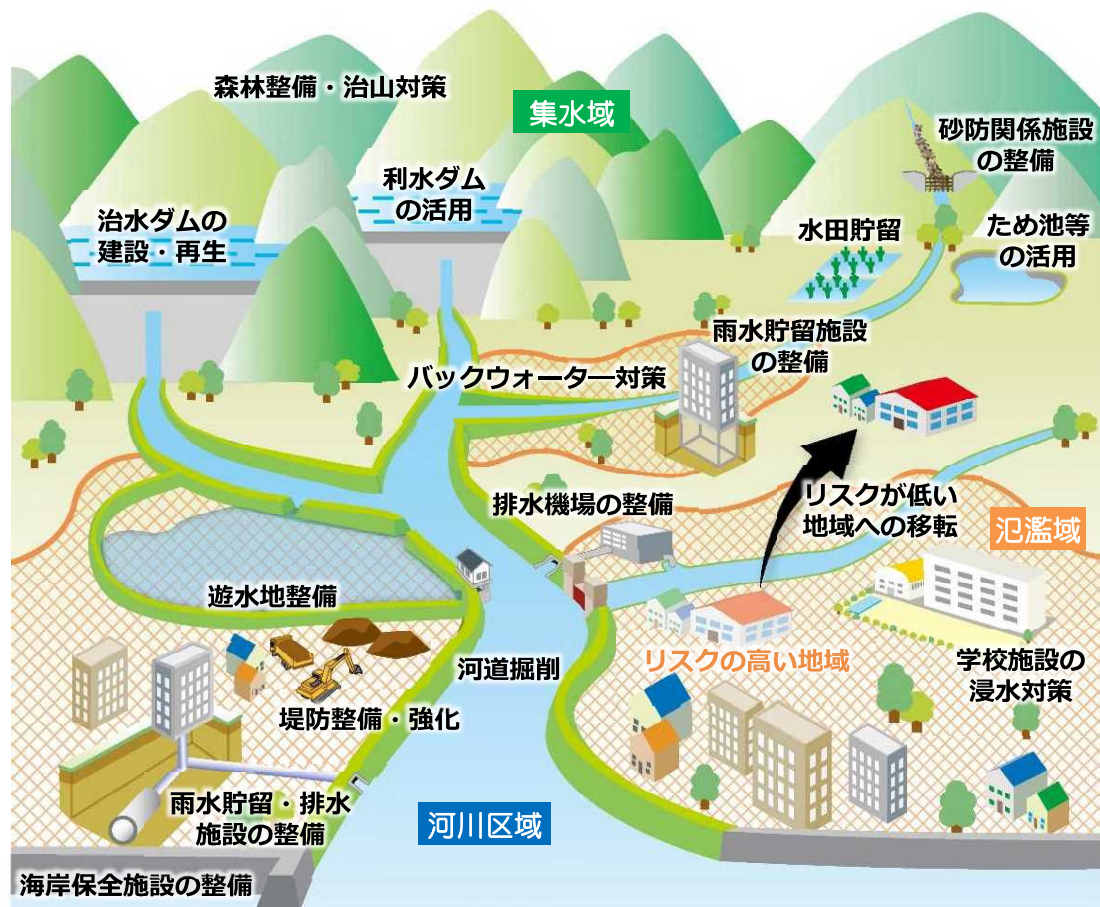 森林整備・治山対策
集水域
砂防関係施設
の整備
利水ダム
の活用
治水ダムの
建設・再生
水田貯留
ため池等
の活用
雨水貯留施設
の整備
バックウォーター対策
排水機場の整備
リスクが低い
地域への移転
氾濫域
遊水地整備
リスクの高い地域
学校施設の
浸水対策
河道掘削
堤防整備・強化
雨水貯留・排水
施設の整備
河川区域
海岸保全施設の整備